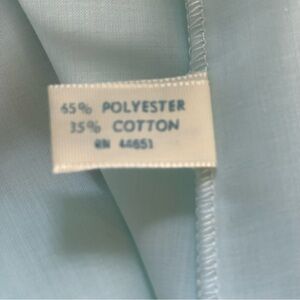 65% POLYESTER
35% COTTON
RN 44651